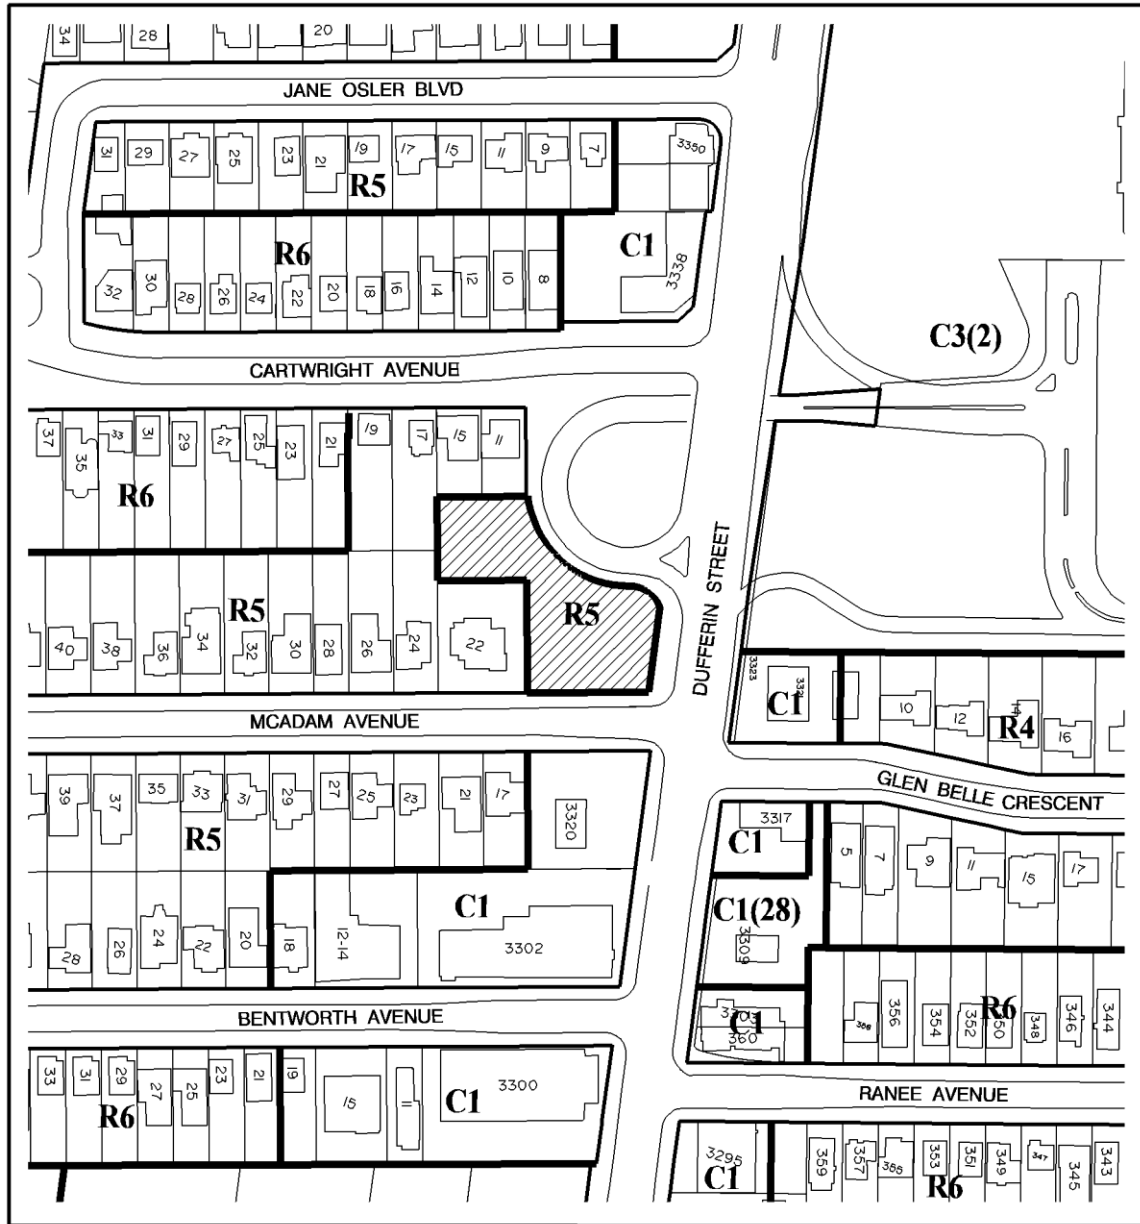 34 28 20
JANE OSLER BLVD
31 29 27 25 23 21 19 17 15 11 9 7 3350
R5
R6 C1
32 30 28 26 24 22 20 18 16 14 12 10 8 3338
C3(2)
CARTWRIGHT AVENUE
37 35 33 31 29 27 25 23 21 19 17 15 11
R6
DUFFERIN STREET
R5 R5
40 38 36 34 32 30 28 26 24 22
3323 3321
C1 10 12 14 R4 16
MCADAM AVENUE
GLEN BELLE CRESCENT
39 37 35 33 31 29 27 25 23 21 17 3320
R5
3317
C1 5 7 9 11 15 17
C1 C1(28)
28 26 24 22 20 18 12-14 3302 3309
BENTWORTH AVENUE
3303 C1 360
358 356 354 352 350 R6 348 346 344
33 31 29 27 25 23 21 19 15 11 3300
R6 C1
RANEE AVENUE
3295 359 357 355 353 351 349 347 345 343
C1 R6